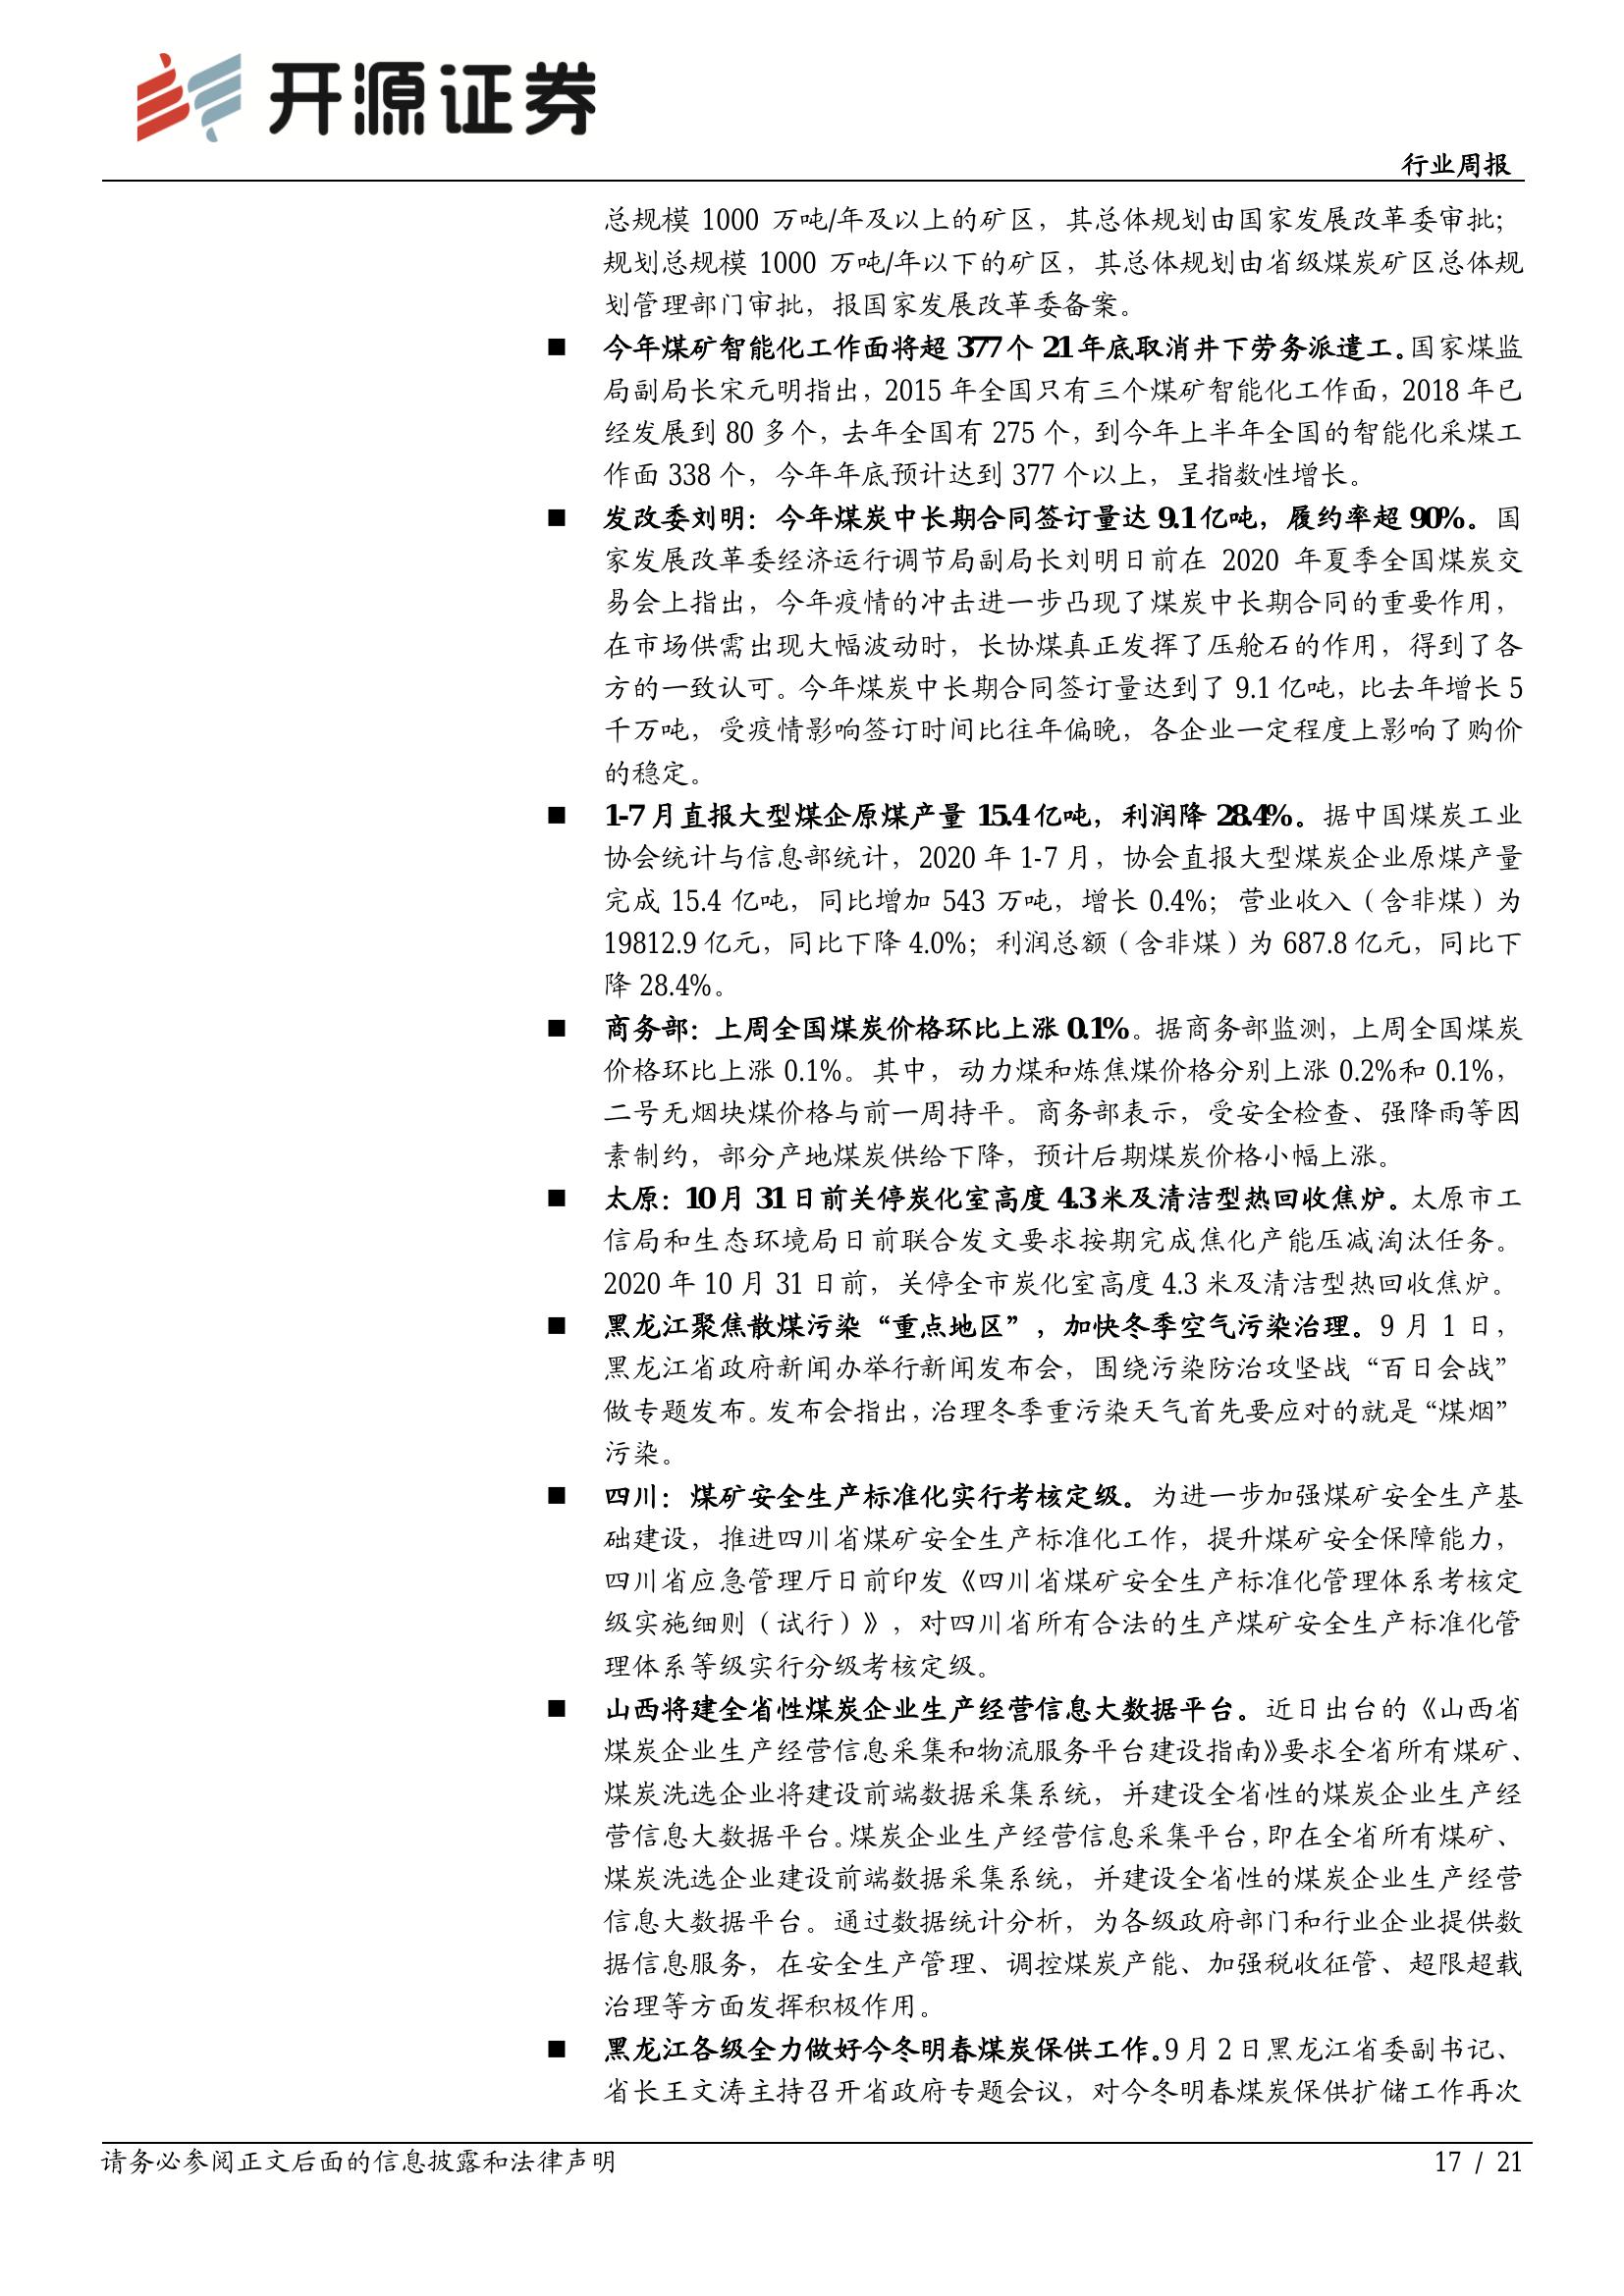 开源证券
行业周报
总规模 1000 万吨/年及以上的矿区，其总体规划由国家发展改革委审批；
规划总规模 1000 万吨/年以下的矿区，其总体规划由省级煤炭矿区总体规
划管理部门审批，报国家发展改革委备案。
■ 今年煤矿智能化工作面将超 377 个 21 年底取消井下劳务派遣工。国家煤监
局副局长宋元明指出，2015 年全国只有三个煤矿智能化工作面，2018 年已
经发展到 80 多个，去年全国有 275 个，到今年上半年全国的智能化采煤工
作面 338 个，今年年底预计达到 377 个以上，呈指数性增长。
■ 发改委刘明：今年煤炭中长期合同签订量达 9.1 亿吨，履约率超 90%。国
家发展改革委经济运行调节局副局长刘明日前在 2020 年夏季全国煤炭交
易会上指出，今年疫情的冲击进一步凸现了煤炭中长期合同的重要作用，
在市场供需出现大幅波动时，长协煤真正发挥了压舱石的作用，得到了各
方的一致认可。今年煤炭中长期合同签订量达到了 9.1 亿吨，比去年增长 5
千万吨，受疫情影响签订时间比往年偏晚，各企业一定程度上影响了购价
的稳定。
■ 1-7 月直报大型煤企原煤产量 15.4 亿吨，利润降 28.4%。据中国煤炭工业
协会统计与信息部统计，2020 年 1-7 月，协会直报大型煤炭企业原煤产量
完成 15.4 亿吨，同比增加 543 万吨，增长 0.4%；营业收入（含非煤）为
19812.9 亿元，同比下降 4.0%；利润总额（含非煤）为 687.8 亿元，同比下
降 28.4%。
■ 商务部：上周全国煤炭价格环比上涨 0.1%。据商务部监测，上周全国煤炭
价格环比上涨 0.1%。其中，动力煤和炼焦煤价格分别上涨 0.2%和 0.1%，
二号无烟块煤价格与前一周持平。商务部表示，受安全检查、强降雨等因
素制约，部分产地煤炭供给下降，预计后期煤炭价格小幅上涨。
■ 太原：10 月 31 日前关停炭化室高度 4.3 米及清洁型热回收焦炉。太原市工
信局和生态环境局日前联合发文要求按期完成焦化产能压减淘汰任务。
2020 年 10 月 31 日前，关停全市炭化室高度 4.3 米及清洁型热回收焦炉。
■ 黑龙江聚焦散煤污染“重点地区”，加快冬季空气污染治理。9 月 1 日，
黑龙江省政府新闻办举行新闻发布会，围绕污染防治攻坚战“百日会战”
做专题发布。发布会指出，治理冬季重污染天气首先要应对的就是“煤烟”
污染。
■ 四川：煤矿安全生产标准化实行考核定级。为进一步加强煤矿安全生产基
础建设，推进四川省煤矿安全生产标准化工作，提升煤矿安全保障能力，
四川省应急管理厅日前印发《四川省煤矿安全生产标准化管理体系考核定
级实施细则（试行）》，对四川省所有合法的生产煤矿安全生产标准化管
理体系等级实行分级考核定级。
■ 山西将建全省性煤炭企业生产经营信息大数据平台。近日出台的《山西省
煤炭企业生产经营信息采集和物流服务平台建设指南》要求全省所有煤矿、
煤炭洗选企业将建设前端数据采集系统，并建设全省性的煤炭企业生产经
营信息大数据平台。煤炭企业生产经营信息采集平台，即在全省所有煤矿、
煤炭洗选企业建设前端数据采集系统，并建设全省性的煤炭企业生产经营
信息大数据平台。通过数据统计分析，为各级政府部门和行业企业提供数
据信息服务，在安全生产管理、调控煤炭产能、加强税收征管、超限超载
治理等方面发挥积极作用。
■ 黑龙江各级全力做好今冬明春煤炭保供工作。9 月 2 日黑龙江省委副书记、
省长王文涛主持召开省政府专题会议，对今冬明春煤炭保供扩储工作再次
请务必参阅正文后面的信息披露和法律声明
17 / 21